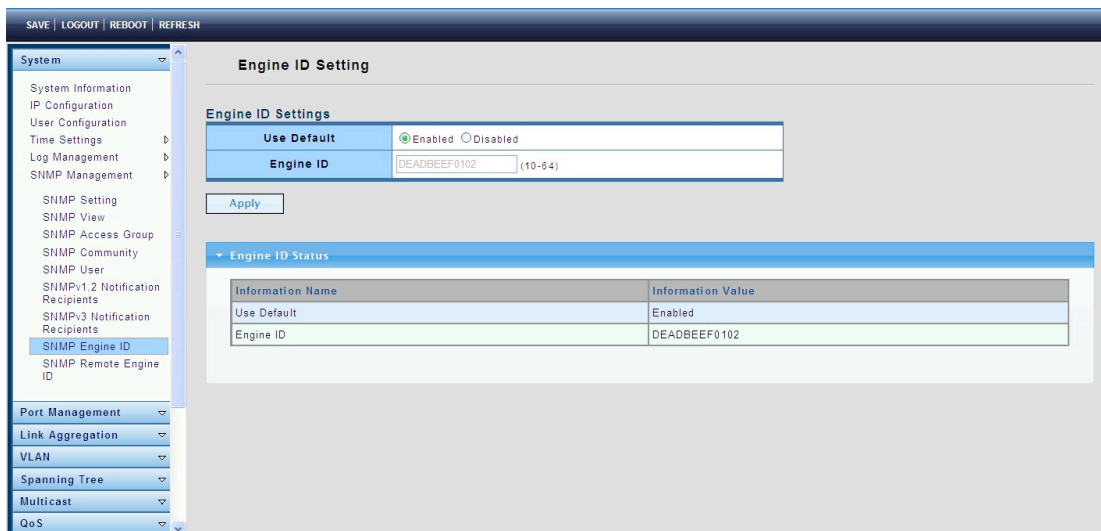 SAVE | LOGOUT | REBOOT | REFRESH
System
System Information
IP Configuration
User Configuration
Time Settings
Log Management
SNMP Management
SNMP Setting
SNMP View
SNMP Access Group
SNMP Community
SNMP User
SNMPv1,2 Notification
Recipients
SNMPv3 Notification
Recipients
SNMP Engine ID
SNMP Remote Engine
ID
Port Management
Link Aggregation
VLAN
Spanning Tree
Multicast
QoS
Engine ID Setting
Engine ID Settings
Use Default Enabled Disabled
Engine ID DEADBEEF0102 (10-64)
Apply
Engine ID Status
Information Name Information Value
Use Default Enabled
Engine ID DEADBEEF0102